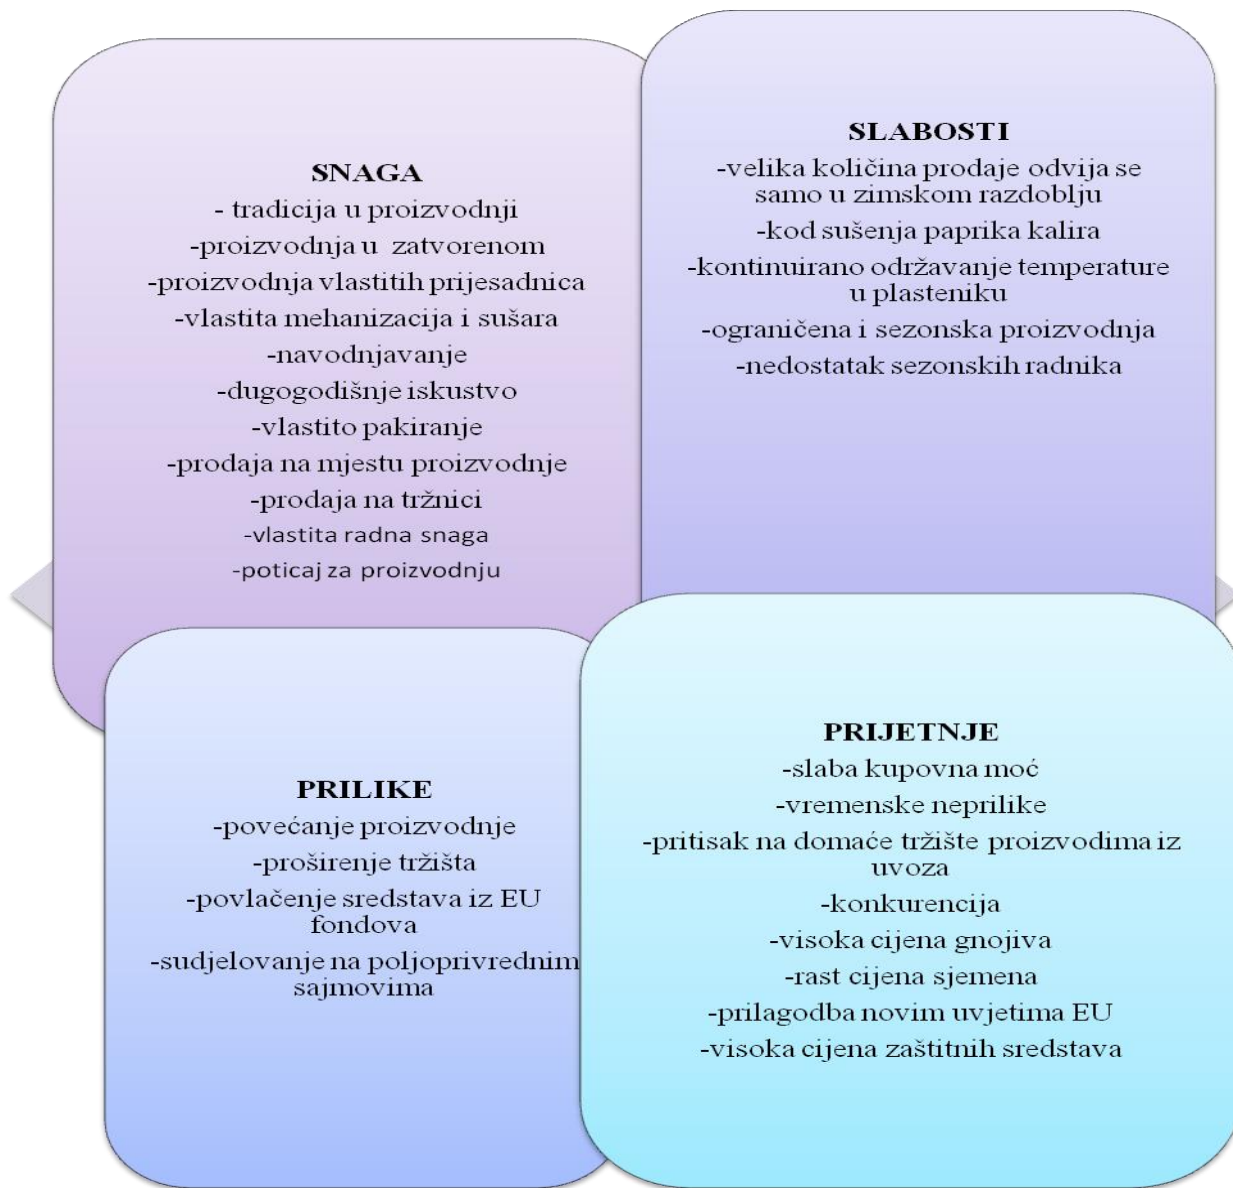 SNAGA
- tradicija u proizvodnji
-proizvodnja u zatvorenom
-proizvodnja vlastitih prijesadnica
-vlastita mehanizacija i sušara
-navodnjavanje
-dugogodišnje iskustvo
-vlastito pakiranje
-prodaja na mjestu proizvodnje
-prodaja na tržnici
-vlastita radna snaga
-poticaj za proizvodnju
SLABOSTI
-velika količina prodaje odvija se
samo u zimskom razdoblju
-kod sušenja paprika kalira
-kontinuirano održavanje temperature
u plasteniku
-ograničena i sezonska proizvodnja
-nedostatak sezonskih radnika
PRILIKE
-povećanje proizvodnje
-proširenje tržišta
-povlačenje sredstava iz EU
fondova
-sudjelovanje na poljoprivrednim
sajmovima
PRIJETNJE
-slaba kupovna moć
-vremenske neprilike
-pritisak na domaće tržište proizvodima iz
uvoza
-konkurencija
-visoka cijena gnojiva
-rast cijena sjemena
-prilagodba novim uvjetima EU
-visoka cijena zaštitnih sredstava